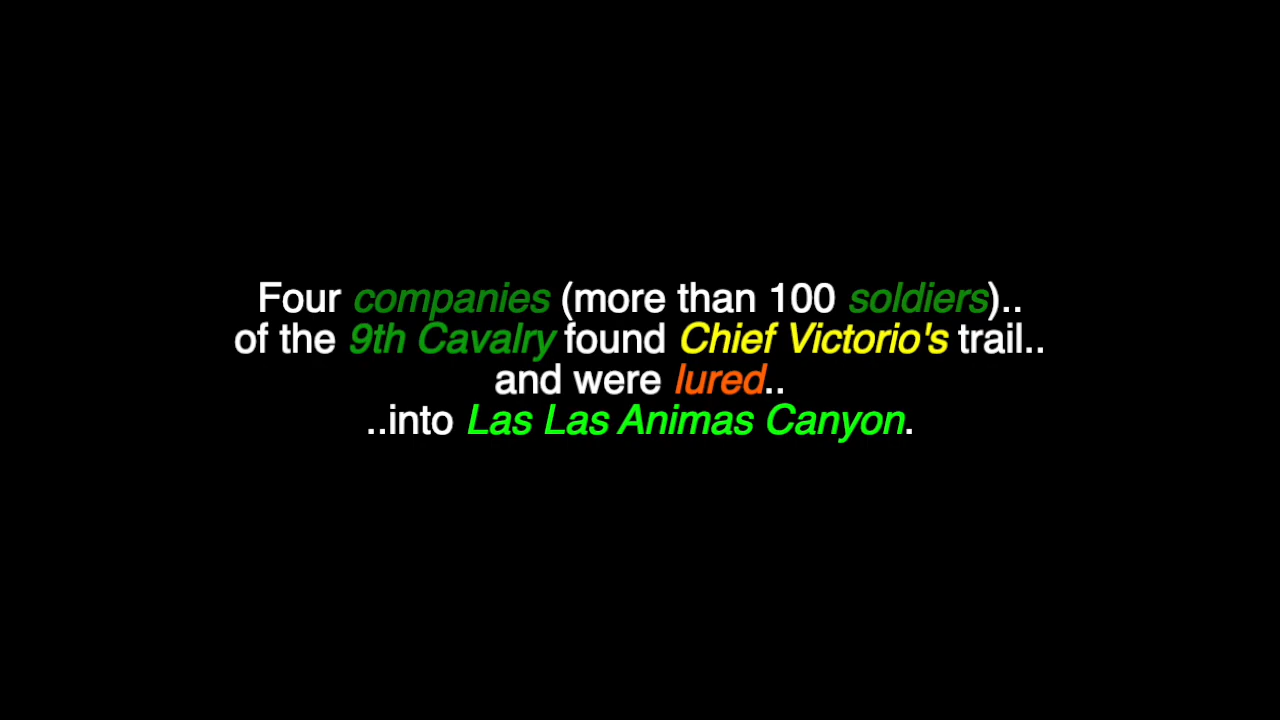 Four companies (more than 100 soldiers)..
of the 9th Cavalry found Chief Victorio's trail..
and were lured..
..into Las Las Animas Canyon.